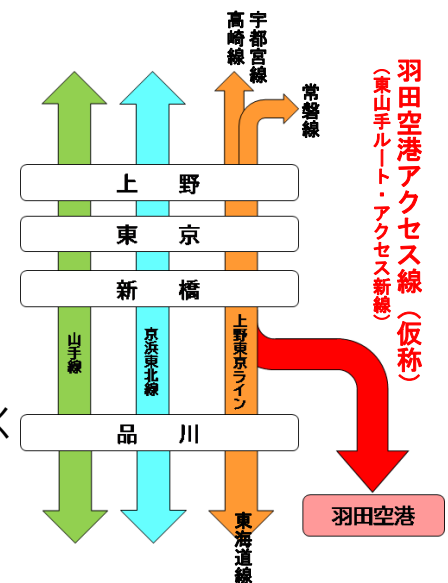 宇都宮線
高崎線
常磐線
羽田空港アクセス線（仮称）
（東山手ルート・アクセス新線）
上野
東京
新橋
山手線
京浜東北線
上野東京ライン
品川
羽田空港
東海道線